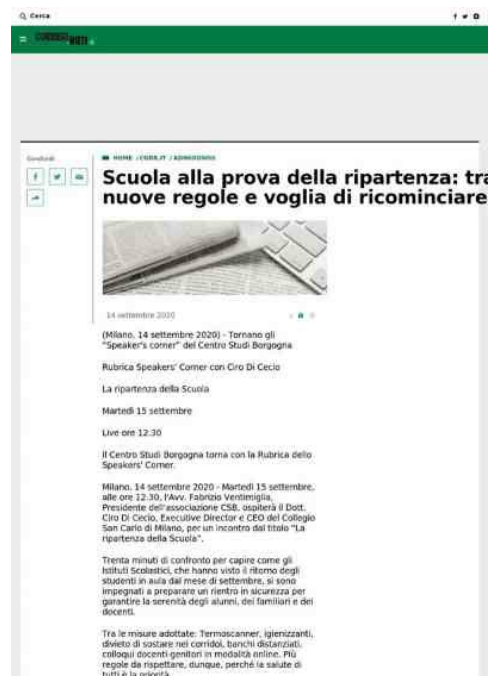 Cerca
Condividi
HOME / CODA.IT / ADNKRONOS
Scuola alla prova della ripartenza: tra
nuove regole e voglia di ricominciare
14 settembre 2020
(Milano, 14 settembre 2020) - Tornano gli
"Speaker's corner" del Centro Studi Borgogna
Rubrica Speakers' Corner con Ciro Di Cecio
La ripartenza della Scuola
Martedì 15 settembre
Live ore 12:30
Il Centro Studi Borgogna torna con la Rubrica dello
Speakers' Corner.
Milano, 14 settembre 2020 - Martedì 15 settembre,
alle ore 12:30, l'Avv. Fabrizio Ventimiglia,
Presidente dell'associazione CSB, ospiterà il Dott.
Ciro Di Cecio, Executive Director e CEO del Collegio
San Carlo di Milano, per un incontro dal titolo "La
ripartenza della Scuola".
Trenta minuti di confronto per capire come gli
Istituti Scolastici, che hanno visto il ritorno degli
studenti in aula dal mese di settembre, si sono
impegnati a preparare un rientro in sicurezza per
garantire la serenità degli alunni, dei familiari e dei
docenti.
Tra le misure adottate: Termoscanner, igienizzanti,
divieto di sostare nei corridoi, banchi distanziati,
colloqui docenti-genitori in modalità online. Più
regole da rispettare, dunque, perché la salute di
tutti è la priorità.